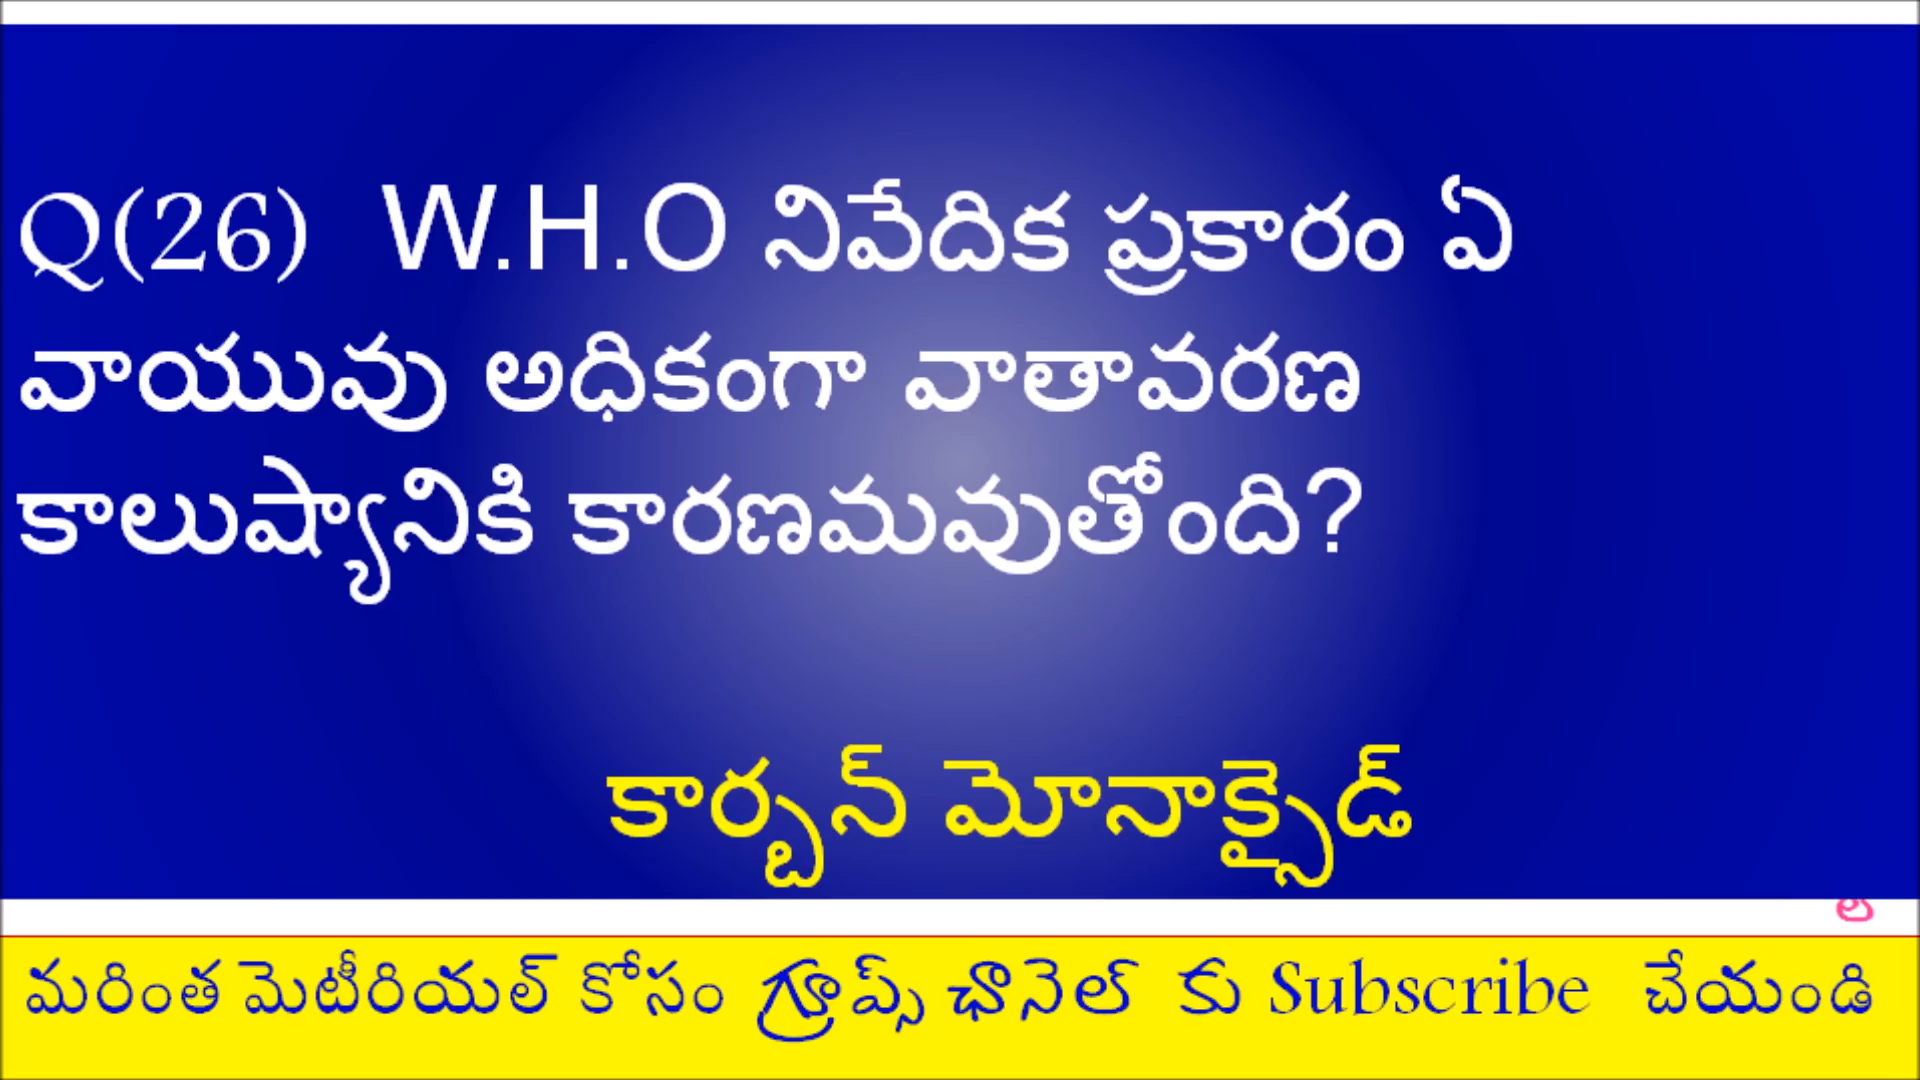 Q(26) W.H.O నివేదిక ప్రకారం ఏ
వాయువు అధికంగా వాతావరణ
కాలుష్యానికి కారణమవుతోంది?
కార్బన్ మోనాక్సైడ్
మరింత మెటీరియల్ కోసం గ్రూప్స్ ఛానెల్ కు Subscribe చేయండి